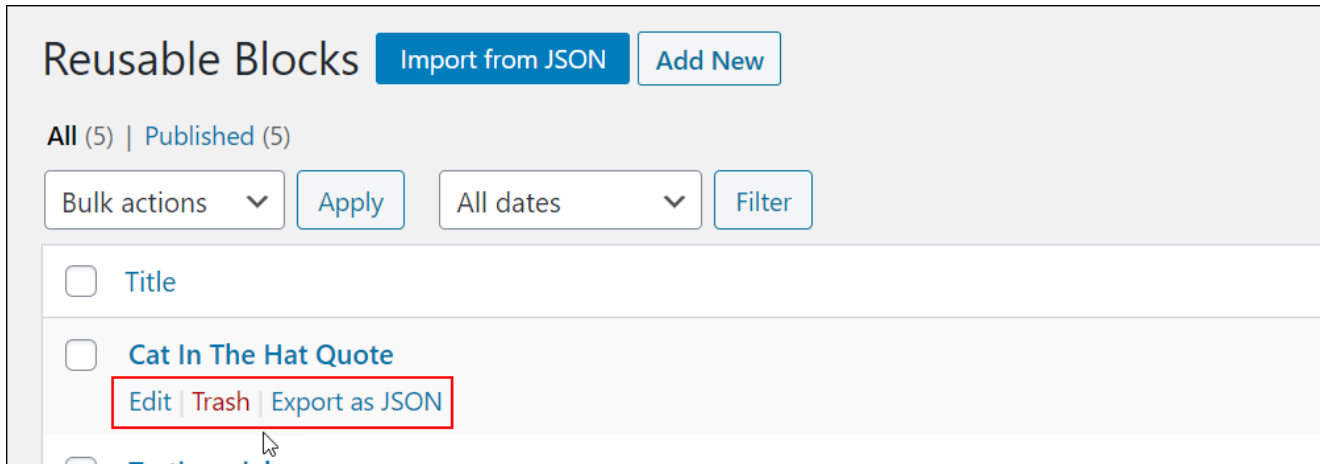 Reusable Blocks Import from JSON Add New
All (5) | Published (5)
Bulk actions Apply All dates Filter
Title
Cat In The Hat Quote
Edit | Trash | Export as JSON